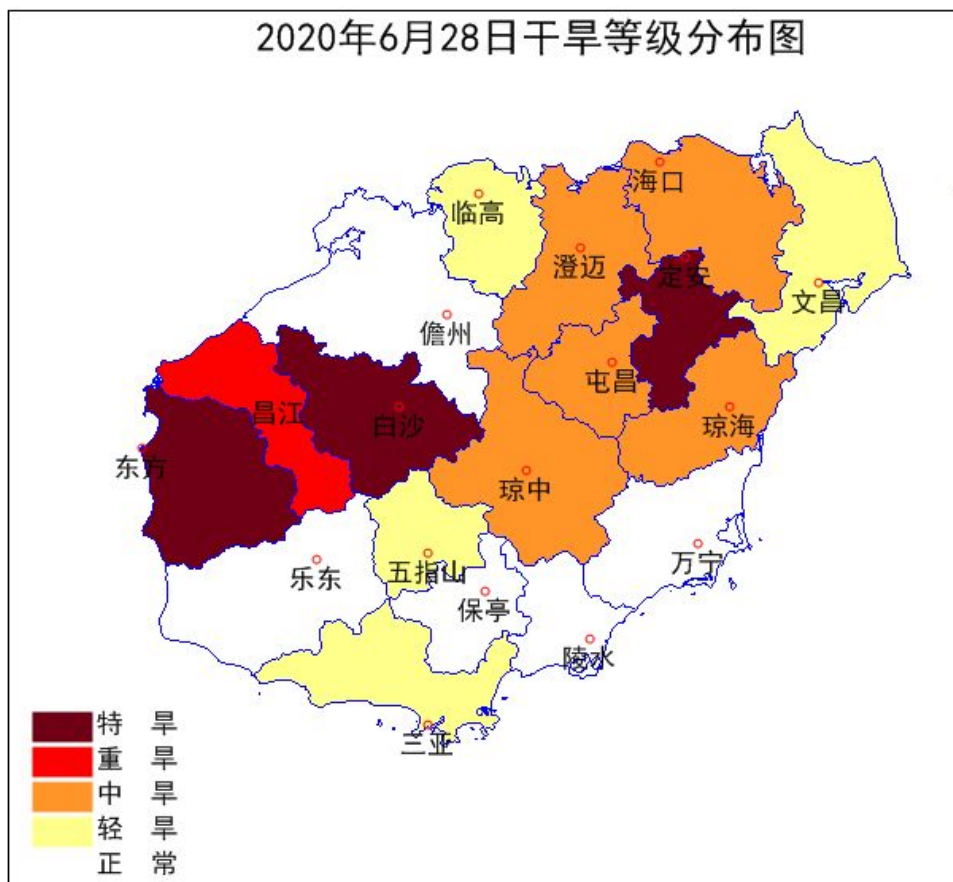 2020年6月28日干旱等级分布图
海口
临高
澄迈
定安
文昌
儋州
屯昌
昌江
白沙
琼海
东方
琼中
万宁
乐东
五指山
保亭
陵水
三亚
特 旱
重 旱
中 旱
轻 旱
正 常